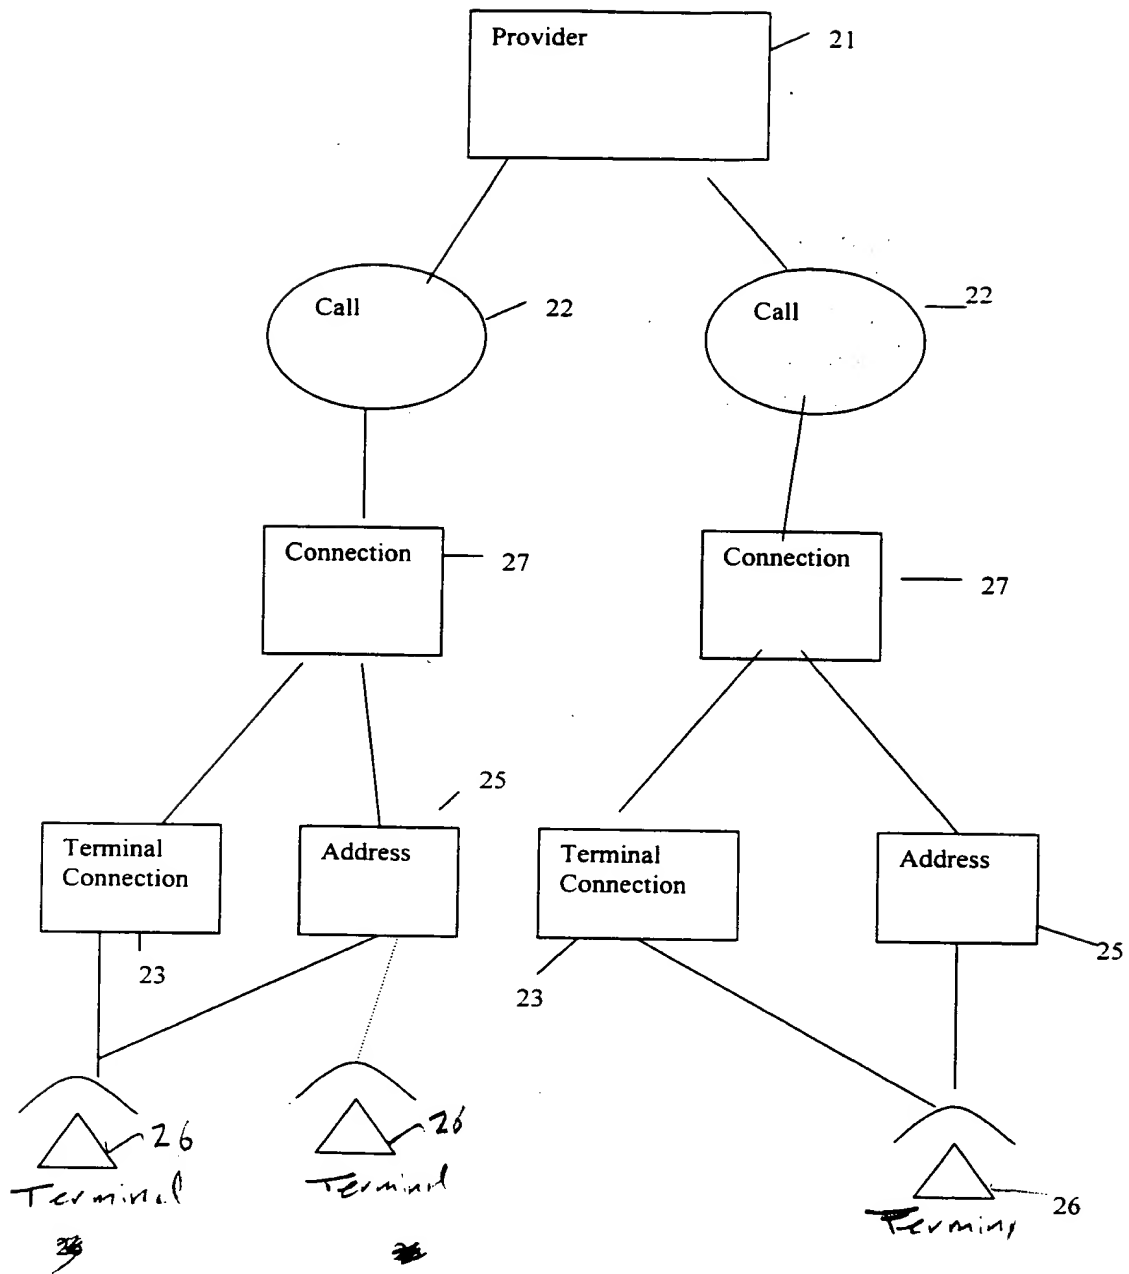 Provider
21
Call
22
Call
22
Connection
27
Connection
27
25
Terminal
Connection
Address
Terminal
Connection
Address
23
23
25
26
26
Terminal
Terminal
26
Termins